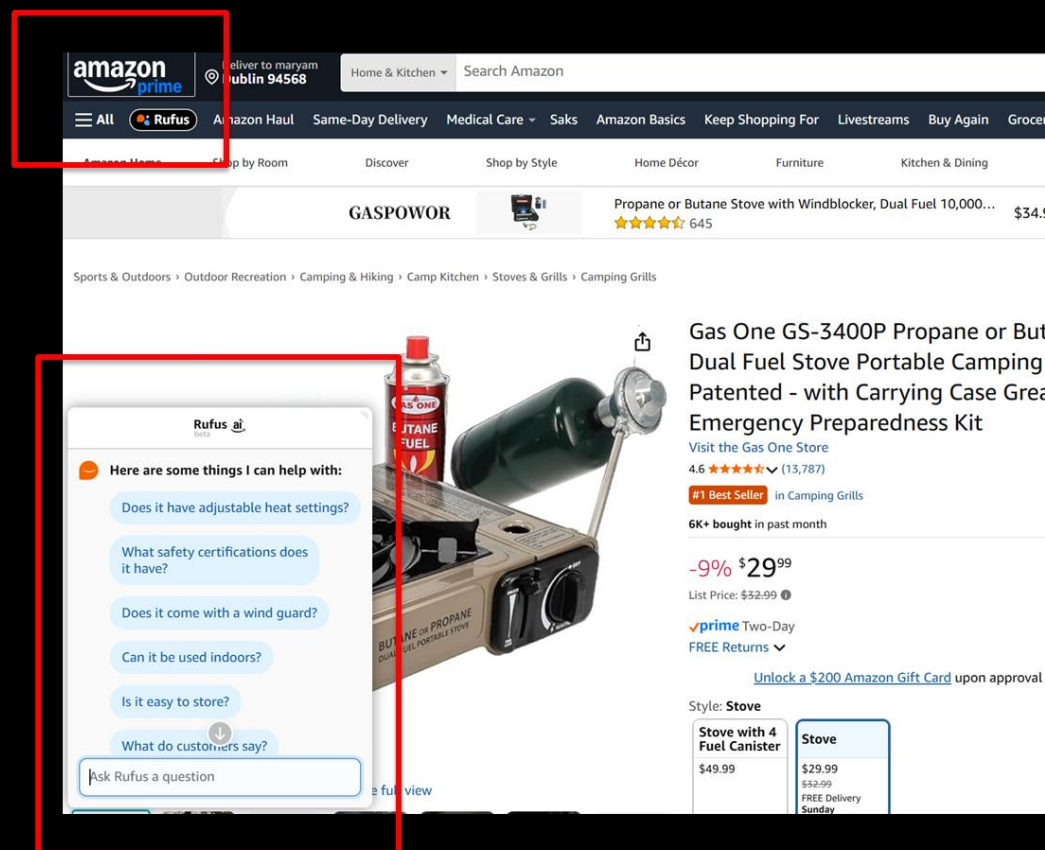 amazon
prime
Deliver to maryam
Dublin 94568
Home & Kitchen
Search Amazon
All
Rufus
Amazon Haul
Same-Day Delivery
Medical Care
Saks
Amazon Basics
Keep Shopping For
Livestreams
Buy Again
Grocer
Amazon Home
Shop by Room
Discover
Shop by Style
Home Décor
Furniture
Kitchen & Dining
GASPOWOR
Propane or Butane Stove with Windblocker, Dual Fuel 10,000...
645
$34.9
Sports & Outdoors › Outdoor Recreation › Camping & Hiking › Camp Kitchen › Stoves & Grills › Camping Grills
GAS ONE
BUTANE
FUEL
BUTANE OR PROPANE
DUAL FUEL PORTABLE STOVE
Rufus ai
beta
Here are some things I can help with:
Does it have adjustable heat settings?
What safety certifications does
it have?
Does it come with a wind guard?
Can it be used indoors?
Is it easy to store?
What do customers say?
Ask Rufus a question
full view
Gas One GS-3400P Propane or But
Dual Fuel Stove Portable Camping
Patented - with Carrying Case Grea
Emergency Preparedness Kit
Visit the Gas One Store
4.6 (13,787)
#1 Best Seller in Camping Grills
6K+ bought in past month
-9% $29 99
List Price: $32.99
prime Two-Day
FREE Returns
Unlock a $200 Amazon Gift Card upon approval
Style: Stove
Stove with 4
Fuel Canister
$49.99
Stove
$29.99
$32.99
FREE Delivery
Sunday